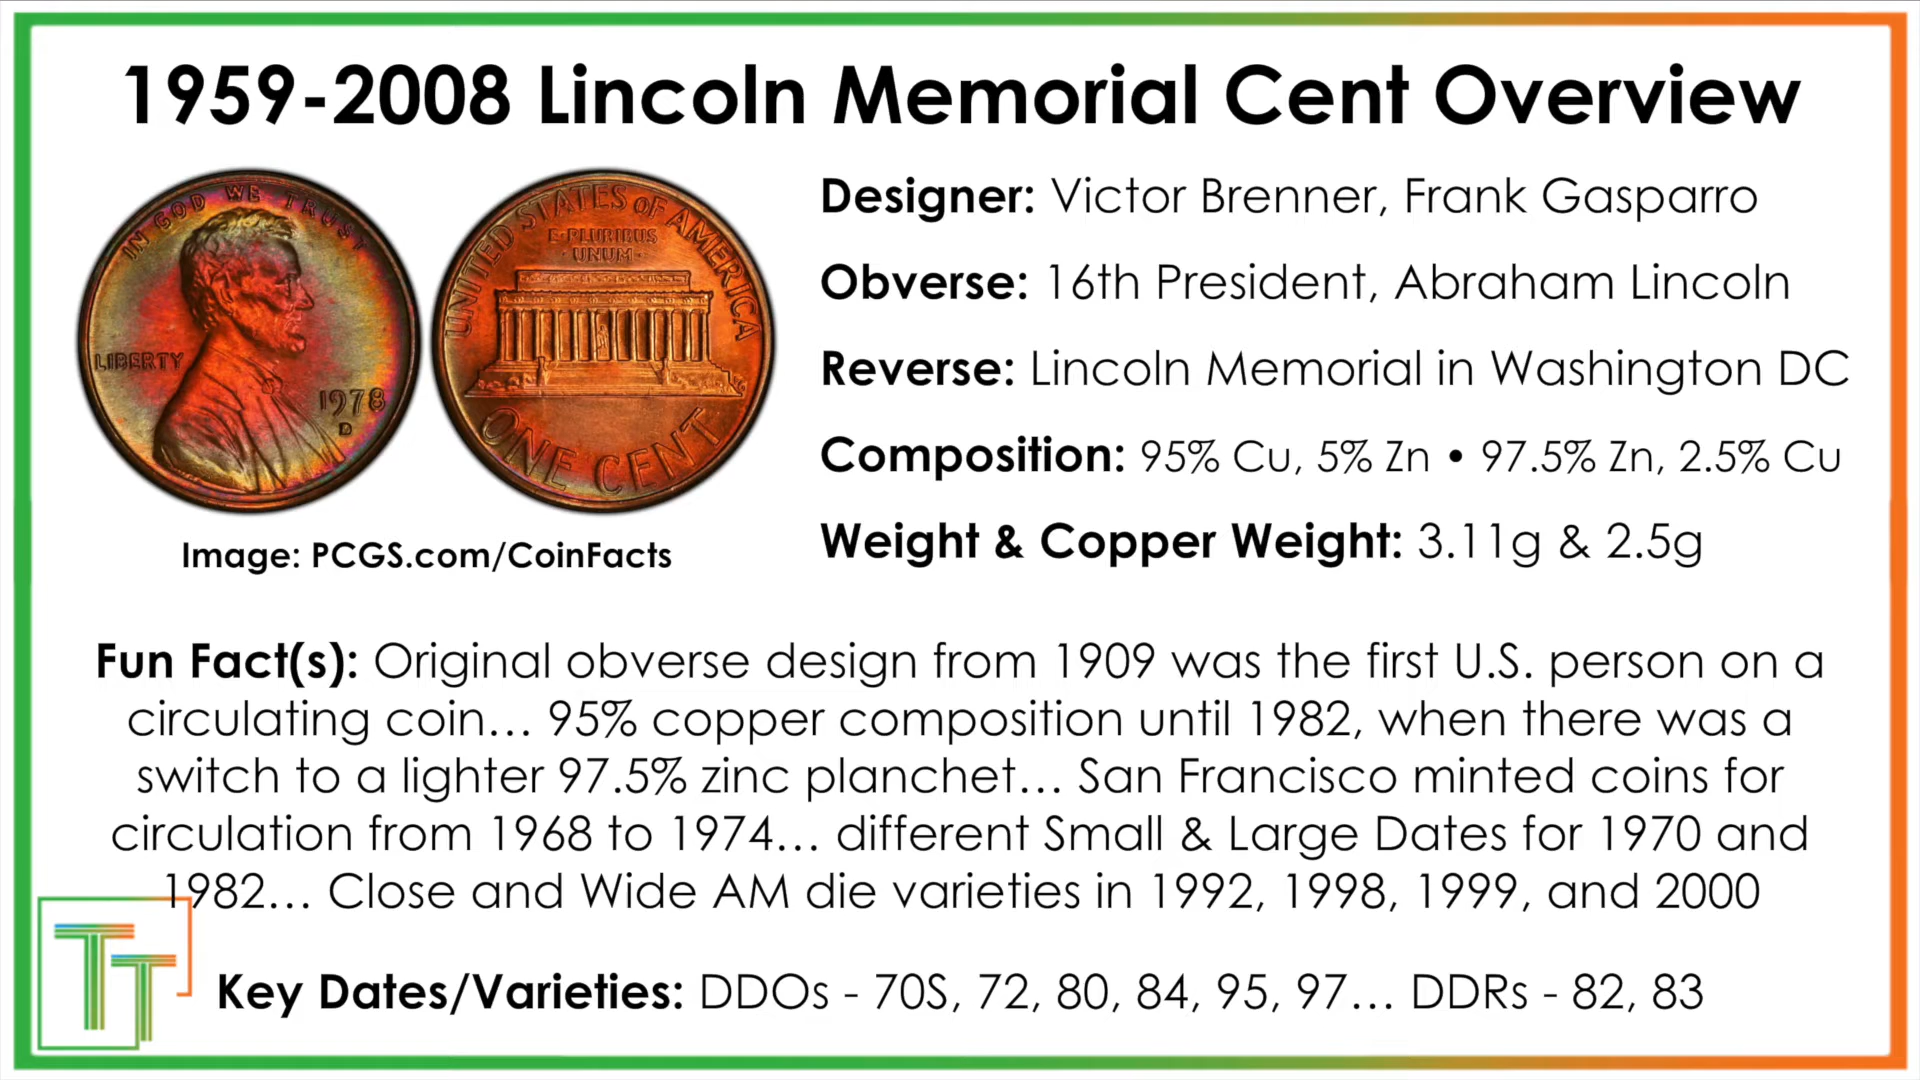 1959-2008 Lincoln Memorial Cent Overview
IN GOD WE TRUST
LIBERTY
1978
D
UNITED STATES OF AMERICA
E·PLURIBUS
·UNUM·
ONE CENT
Image: PCGS.com/CoinFacts
Designer: Victor Brenner, Frank Gasparro
Obverse: 16th President, Abraham Lincoln
Reverse: Lincoln Memorial in Washington DC
Composition: 95% Cu, 5% Zn • 97.5% Zn, 2.5% Cu
Weight & Copper Weight: 3.11g & 2.5g
Fun Fact(s): Original obverse design from 1909 was the first U.S. person on a
circulating coin... 95% copper composition until 1982, when there was a
switch to a lighter 97.5% zinc planchet... San Francisco minted coins for
circulation from 1968 to 1974... different Small & Large Dates for 1970 and
1982... Close and Wide AM die varieties in 1992, 1998, 1999, and 2000
TT
Key Dates/Varieties: DDOs - 70S, 72, 80, 84, 95, 97... DDRs - 82, 83